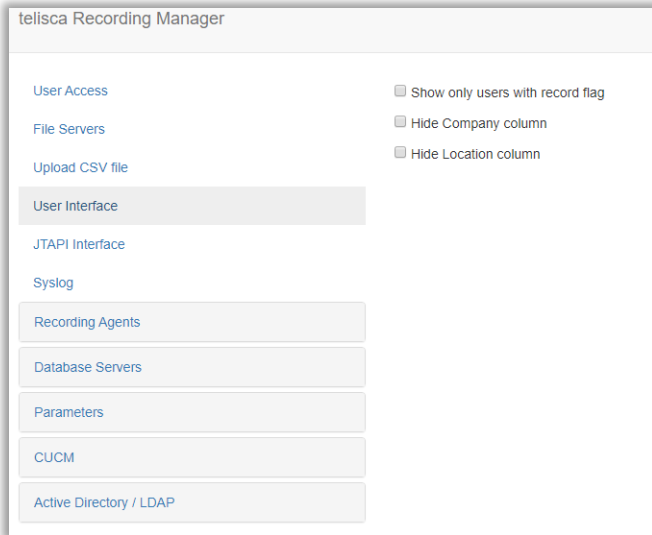 telisca Recording Manager
User Access
File Servers
Upload CSV file
User Interface
JTAPI Interface
Syslog
Recording Agents
Database Servers
Parameters
CUCM
Active Directory / LDAP
Show only users with record flag
Hide Company column
Hide Location column